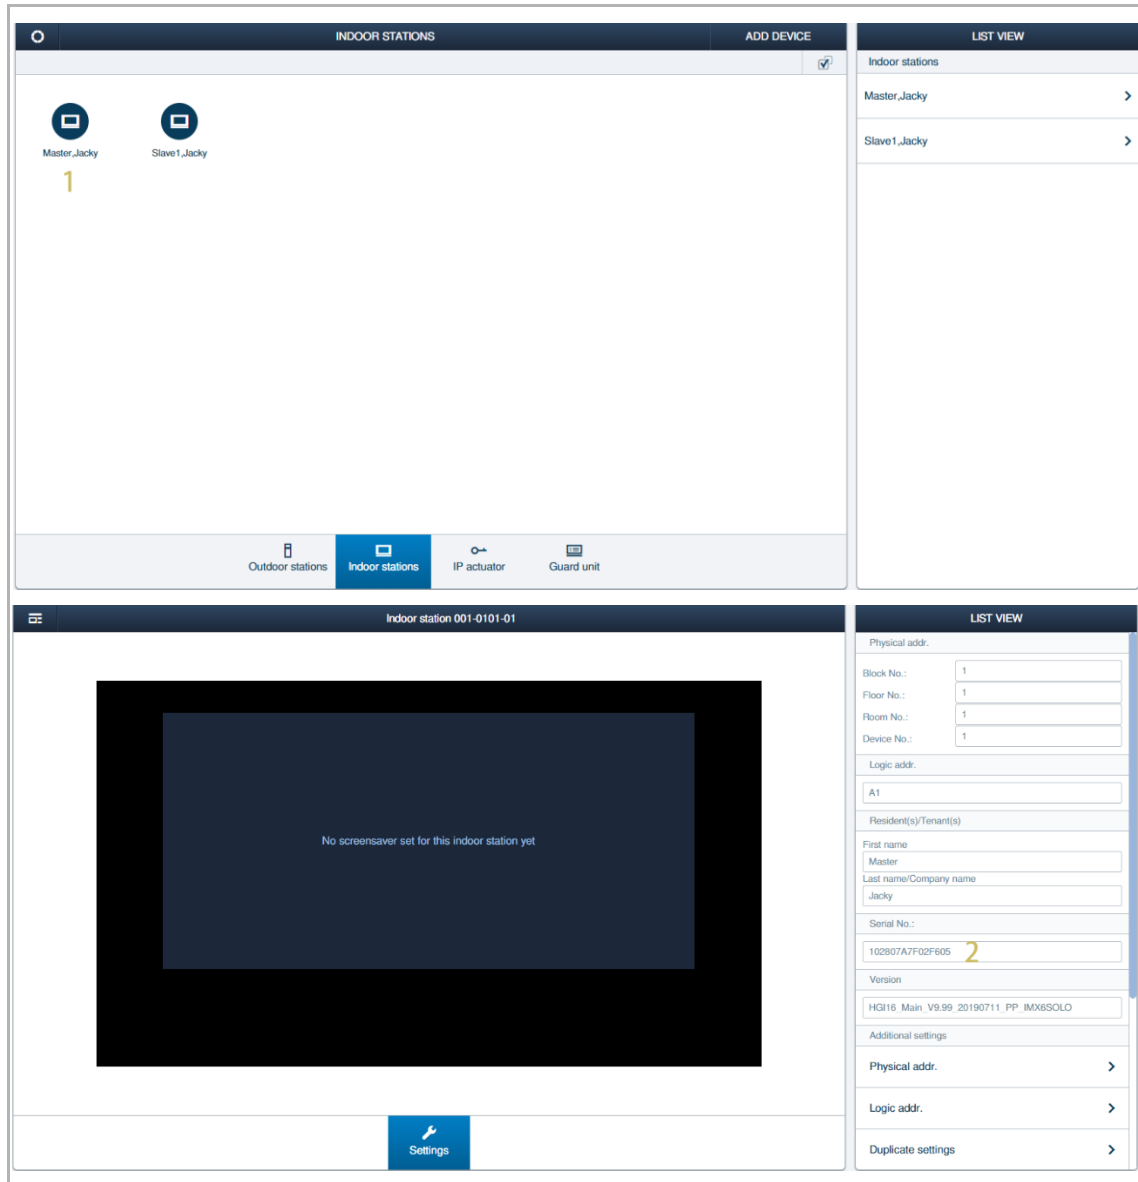 INDOOR STATIONS
ADD DEVICE
LIST VIEW
Indoor stations
Master,Jacky
Slave1,Jacky
Master,Jacky
Slave1,Jacky
1
Outdoor stations
Indoor stations
IP actuator
Guard unit
Indoor station 001-0101-01
LIST VIEW
No screensaver set for this indoor station yet
Settings
Physical addr.
Block No.: 1
Floor No.: 1
Room No.: 1
Device No.: 1
Logic addr.
A1
Resident(s)/Tenant(s)
First name
Master
Last name/Company name
Jacky
Serial No.:
102807A7F02F605 2
Version
HGI16_Main_V9.99_20190711_PP_IMX6SOLO
Additional settings
Physical addr.
Logic addr.
Duplicate settings